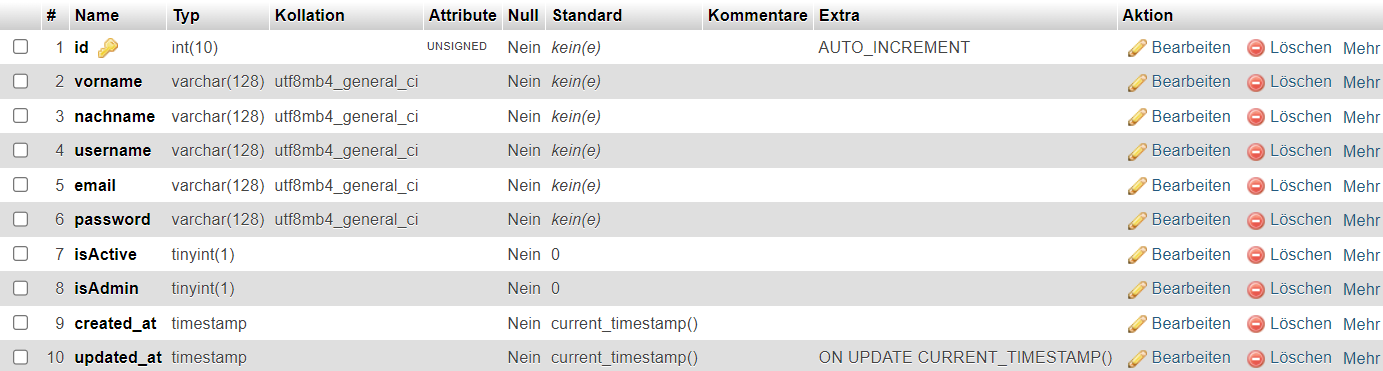 # Name Typ Kollation Attribute Null Standard Kommentare Extra Aktion
1 id int(10) UNSIGNED Nein kein(e) AUTO_INCREMENT Bearbeiten Löschen Mehr
2 vorname varchar(128) utf8mb4_general_ci Nein kein(e) Bearbeiten Löschen Mehr
3 nachname varchar(128) utf8mb4_general_ci Nein kein(e) Bearbeiten Löschen Mehr
4 username varchar(128) utf8mb4_general_ci Nein kein(e) Bearbeiten Löschen Mehr
5 email varchar(128) utf8mb4_general_ci Nein kein(e) Bearbeiten Löschen Mehr
6 password varchar(128) utf8mb4_general_ci Nein kein(e) Bearbeiten Löschen Mehr
7 isActive tinyint(1) Nein 0 Bearbeiten Löschen Mehr
8 isAdmin tinyint(1) Nein 0 Bearbeiten Löschen Mehr
9 created_at timestamp Nein current_timestamp() Bearbeiten Löschen Mehr
10 updated_at timestamp Nein current_timestamp() ON UPDATE CURRENT_TIMESTAMP() Bearbeiten Löschen Mehr